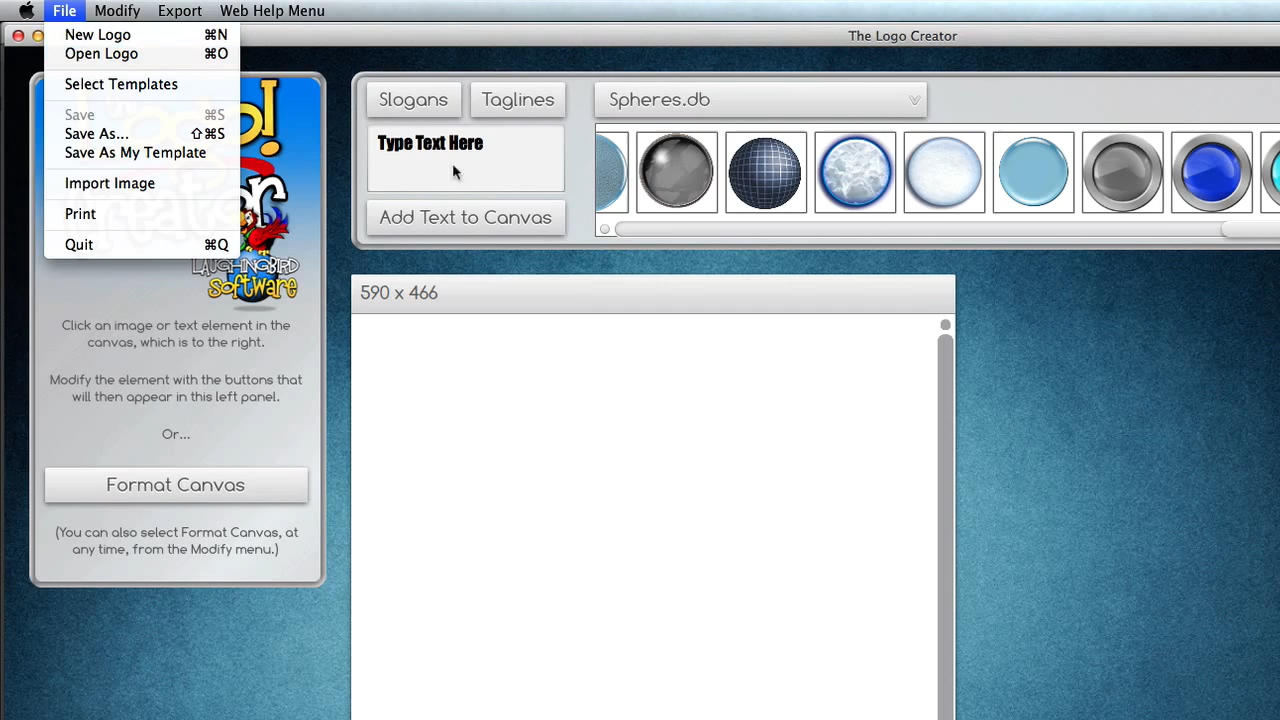 File Modify Export Web Help Menu
The Logo Creator
New Logo ⌘N
Open Logo ⌘O
Select Templates
Save ⌘S
Save As... ⇧⌘S
Save As My Template
Import Image
Print
Quit ⌘Q
LAUGHINGBIRD
SOFTWARE
Click an image or text element in the
canvas, which is to the right.
Modify the element with the buttons that
will then appear in this left panel.
Or...
Format Canvas
(You can also select Format Canvas, at
any time, from the Modify menu.)
Slogans Taglines
Type Text Here
Add Text to Canvas
Spheres.db
590 x 466